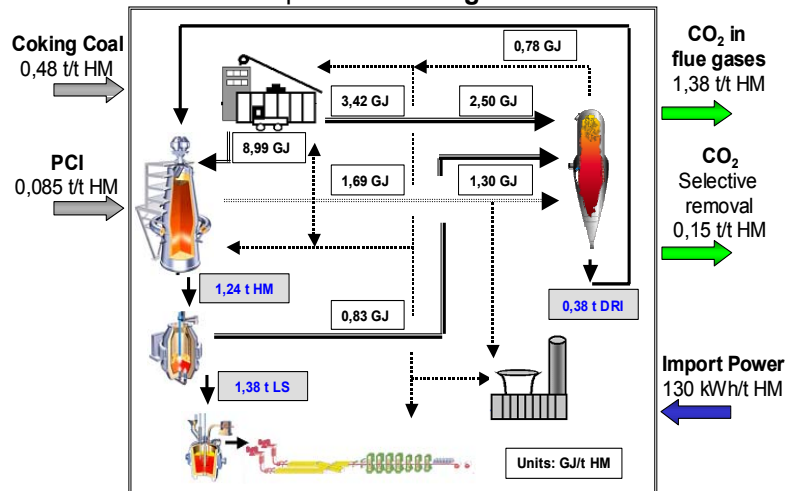 Coking Coal
0,48 t/t HM
PCI
0,085 t/t HM
0,78 GJ
3,42 GJ
2,50 GJ
8,99 GJ
1,69 GJ
1,30 GJ
1,24 t HM
0,83 GJ
0,38 t DRI
1,38 t LS
Units: GJ/t HM
CO₂ in
flue gases
1,38 t/t HM
CO₂
Selective
removal
0,15 t/t HM
Import Power
130 kWh/t HM